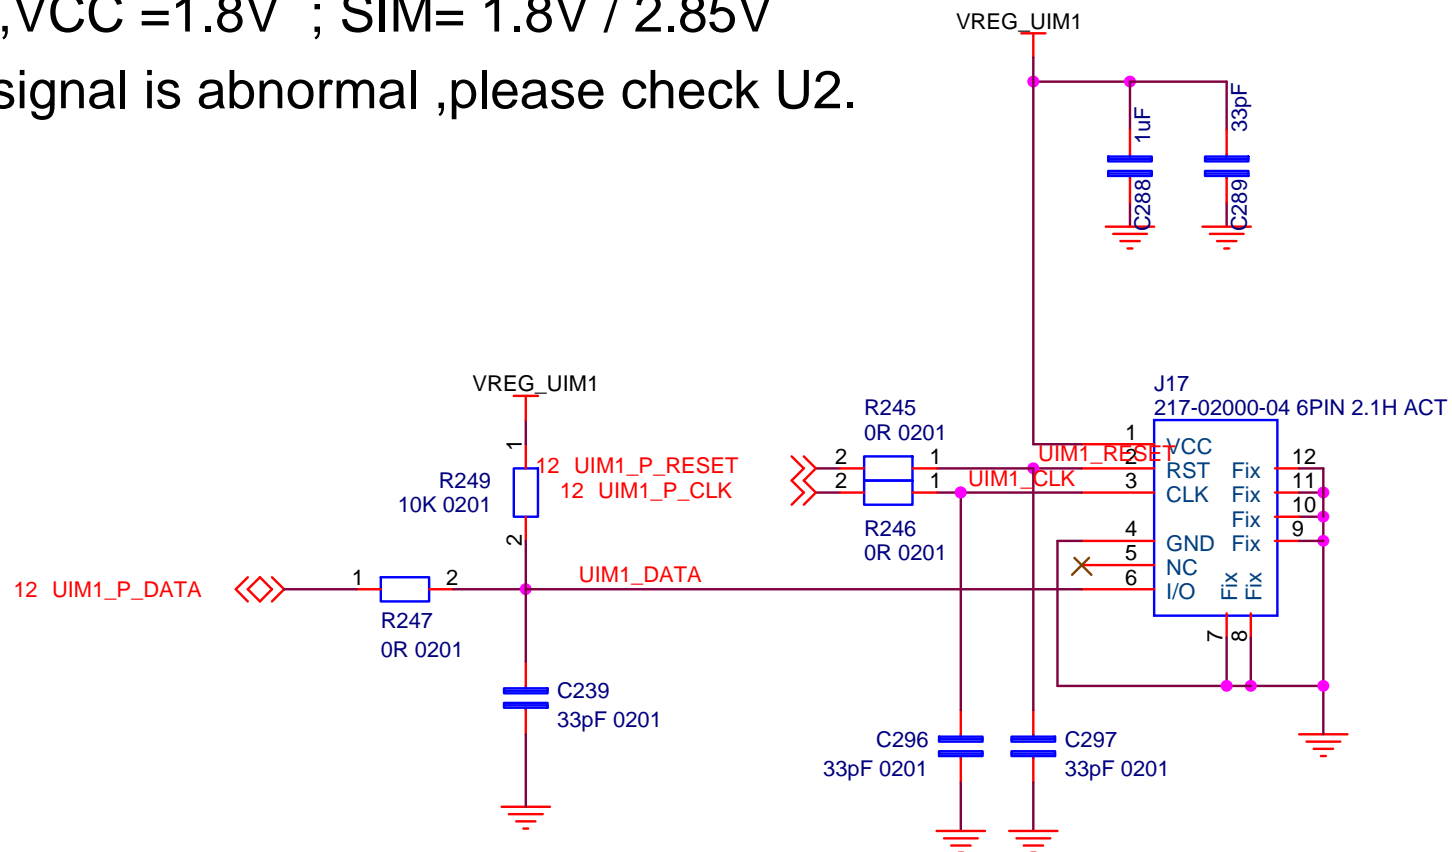 ,VCC =1.8V ; SIM= 1.8V / 2.85V
signal is abnormal ,please check U2.
VREG_UIM1
1uF
33pF
C288
C289
VREG_UIM1
1
R249
10K 0201
2
12 UIM1_P_RESET
12 UIM1_P_CLK
R245
0R 0201
2
1
2
1
R246
0R 0201
UIM1_RESET
UIM1_CLK
J17
217-02000-04 6PIN 2.1H ACT
1
VCC
2
RST
3
CLK
4
GND
5
NC
6
I/O
Fix
12
Fix
11
Fix
10
Fix
9
Fix
Fix
7
8
12 UIM1_P_DATA
1
2
R247
0R 0201
UIM1_DATA
C239
33pF 0201
C296
33pF 0201
C297
33pF 0201